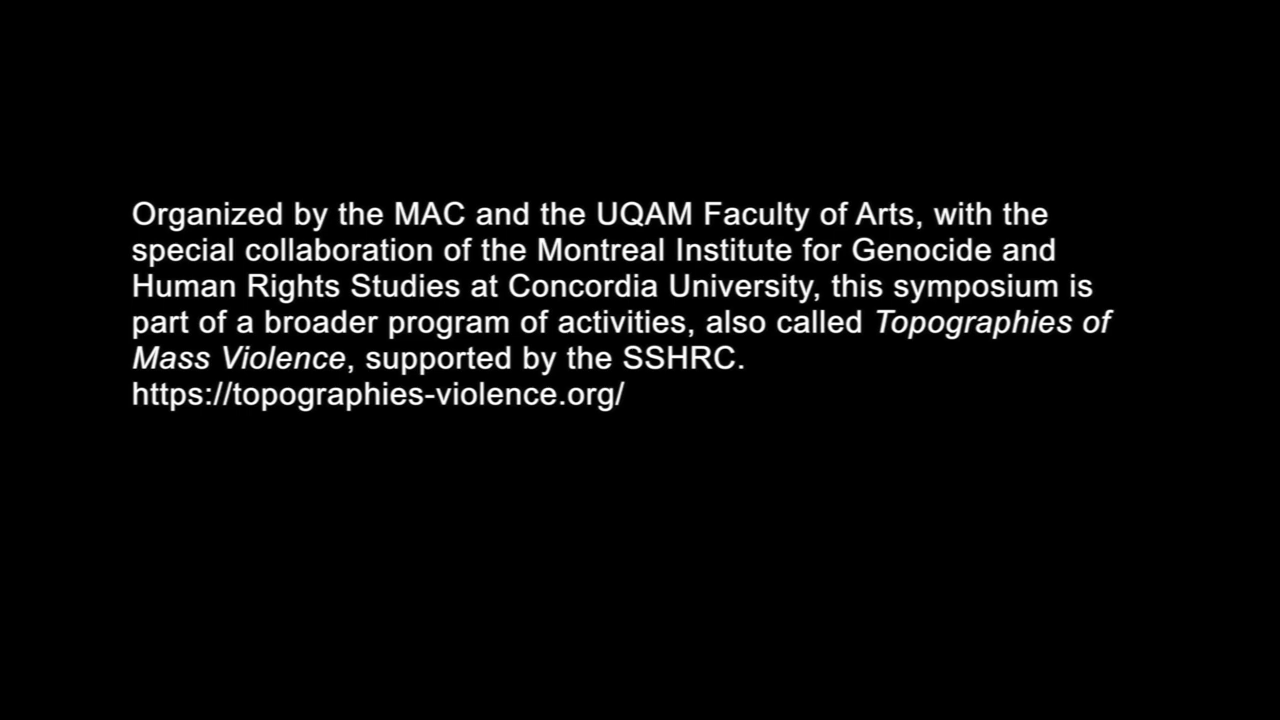 Organized by the MAC and the UQAM Faculty of Arts, with the
special collaboration of the Montreal Institute for Genocide and
Human Rights Studies at Concordia University, this symposium is
part of a broader program of activities, also called Topographies of
Mass Violence, supported by the SSHRC.
https://topographies-violence.org/